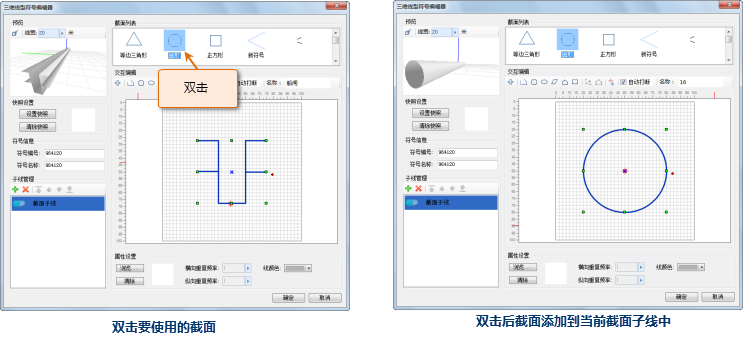 三维线型符号编辑器
预览
线宽: 20 米
截面列表
等边三角形 圆形 正方形 新符号
双击
交互编辑
自动打断 名称: 船闸
快照设置
设置快照
清除快照
符号信息
符号编号: 964120
符号名称: 964120
子线管理
截面子线
属性设置
浏览... 横向重复频率: 1 线颜色:
清除 纵向重复频率: 1
确定 取消
双击要使用的截面
三维线型符号编辑器
预览
线宽: 20 米
截面列表
等边三角形 圆形 正方形 新符号
交互编辑
自动打断 名称: 16
快照设置
设置快照
清除快照
符号信息
符号编号: 964120
符号名称: 964120
子线管理
截面子线
属性设置
浏览... 横向重复频率: 1 线颜色:
清除 纵向重复频率: 1
确定 取消
双击后截面添加到当前截面子线中